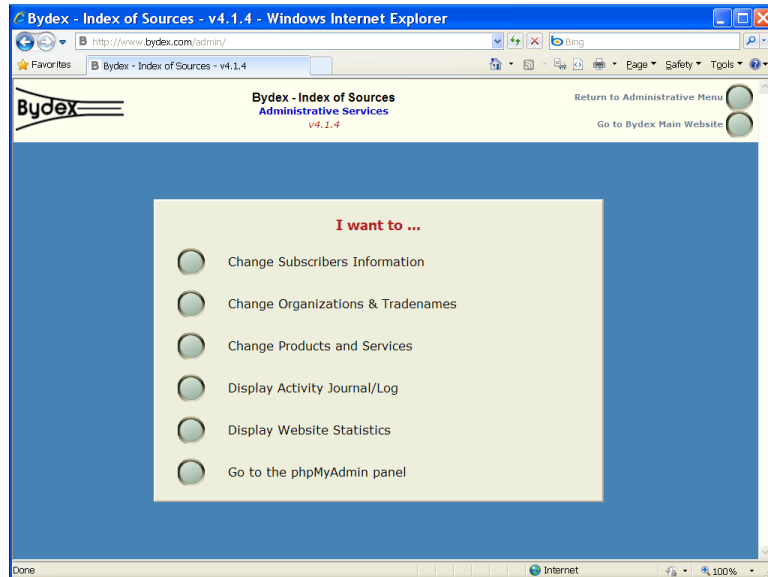 Bydex - Index of Sources - v4.1.4 - Windows Internet Explorer
B http://www.bydex.com/admin/
Bing
Favorites
B Bydex - Index of Sources - v4.1.4
Page
Safety
Tools
Bydex
Bydex - Index of Sources
Administrative Services
v4.1.4
Return to Administrative Menu
Go to Bydex Main Website
I want to ...
Change Subscribers Information
Change Organizations & Tradenames
Change Products and Services
Display Activity Journal/Log
Display Website Statistics
Go to the phpMyAdmin panel
Done
Internet
100%